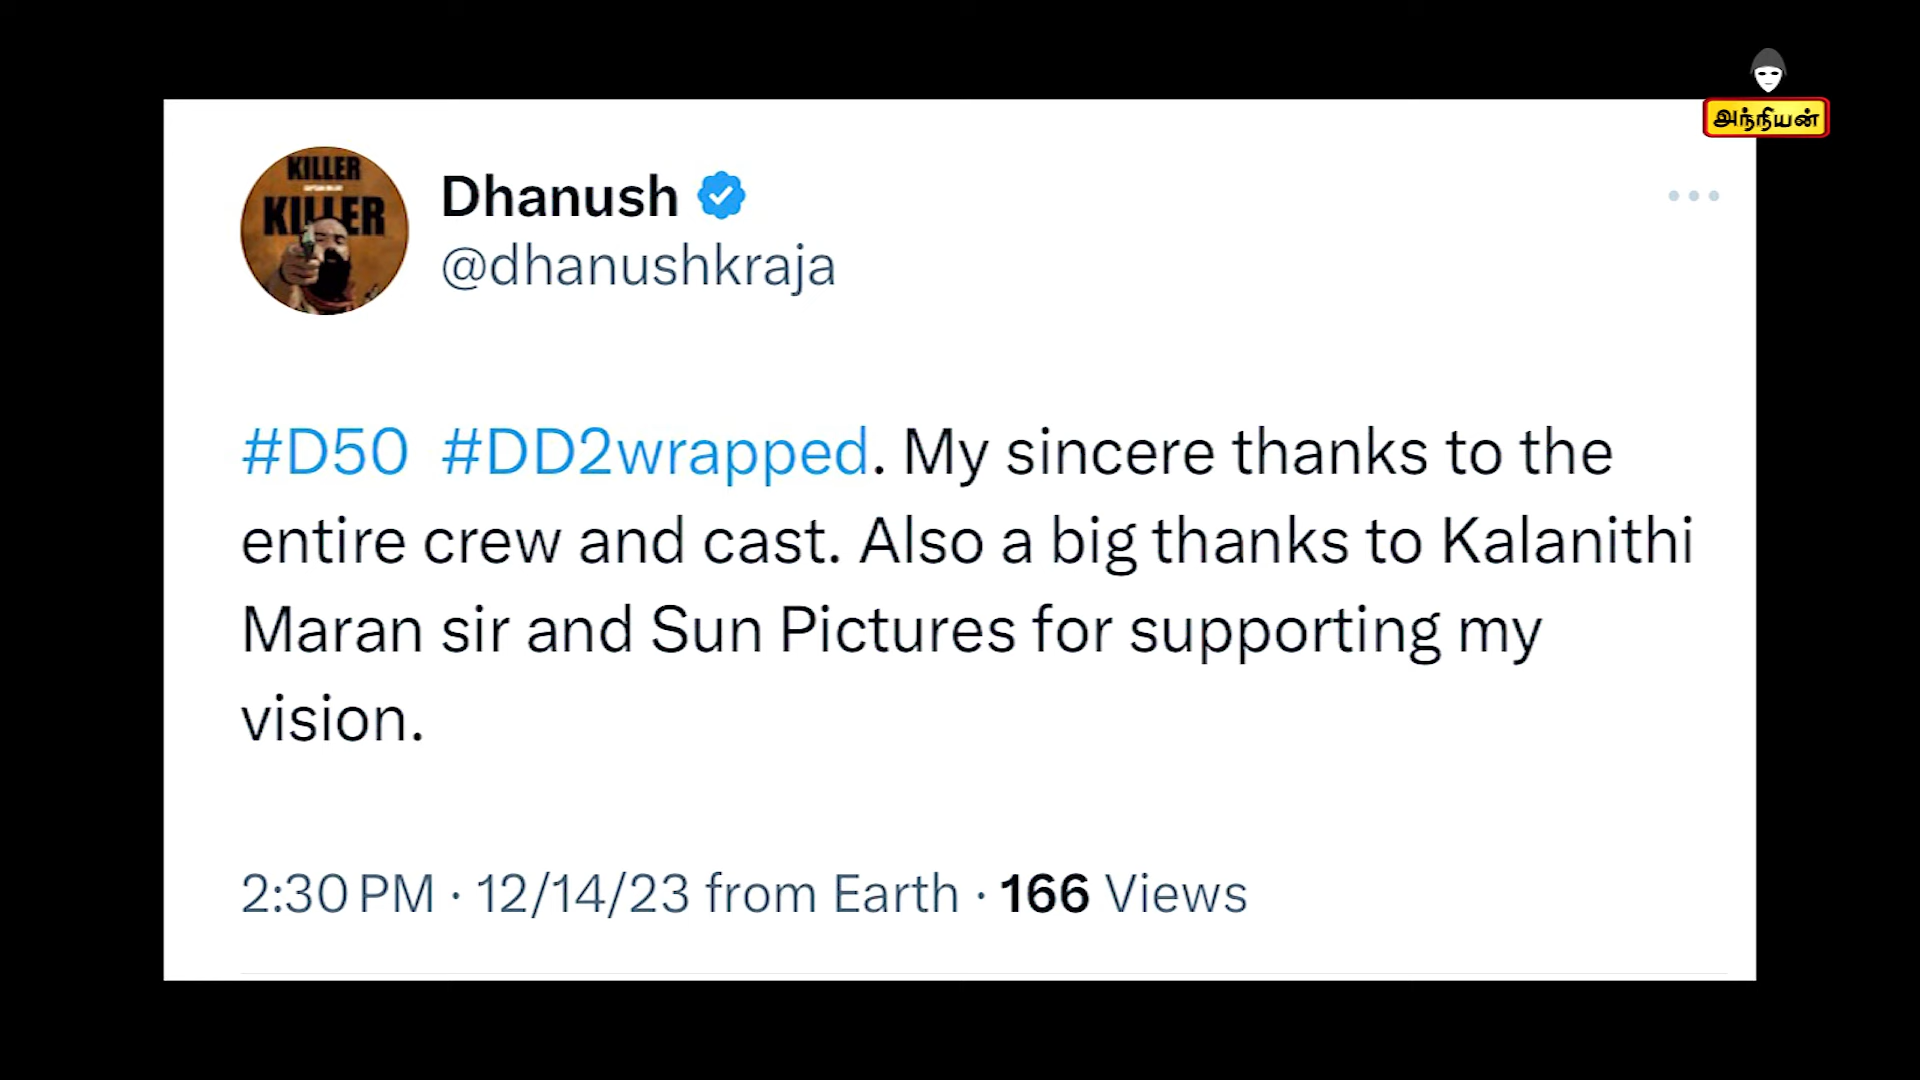 அந்நியன்
KILLER
KILLER
Dhanush
@dhanushkraja
#D50 #DD2wrapped. My sincere thanks to the
entire crew and cast. Also a big thanks to Kalanithi
Maran sir and Sun Pictures for supporting my
vision.
2:30 PM · 12/14/23 from Earth · 166 Views